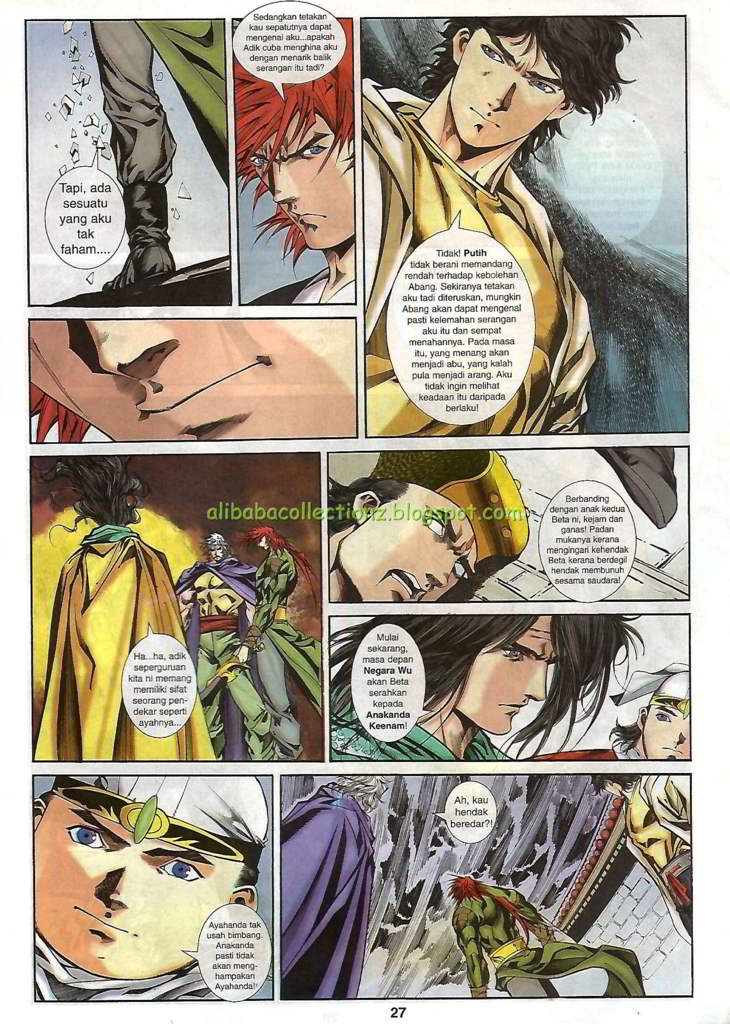 Tapi, ada
sesuatu
yang aku
tak
faham....
Sedangkan tetakan
kau sepatutnya dapat
mengenai aku...apakah
Adik cuba menghina aku
dengan menarik balik
serangan itu tadi?
Tidak! Putih
tidak berani memandang
rendah terhadap kebolehan
Abang. Sekiranya tetakan
aku tadi diteruskan, mungkin
Abang akan dapat mengenal
pasti kelemahan serangan
aku itu dan sempat
menahannya. Pada masa
itu, yang menang akan
menjadi abu, yang kalah
pula menjadi arang. Aku
tidak ingin melihat
keadaan itu daripada
berlaku!
alibabacollectionz.blogspot.com
Ha...ha, adik
seperguruan
kita ni memang
memiliki sifat
seorang pen-
dekar seperti
ayahnya...
Berbanding
dengan anak kedua
Beta ni, kejam dan
ganas! Padan
mukanya kerana
mengingari kehendak
Beta kerana berdegil
hendak membunuh
sesama saudara!
Mulai
sekarang,
masa depan
Negara Wu
akan Beta
serahkan
kepada
Anakanda
Keenam!
Ayahanda tak
usah bimbang.
Anakanda
pasti tidak
akan meng-
hampakan
Ayahanda!
Ah, kau
hendak
beredar?!
27